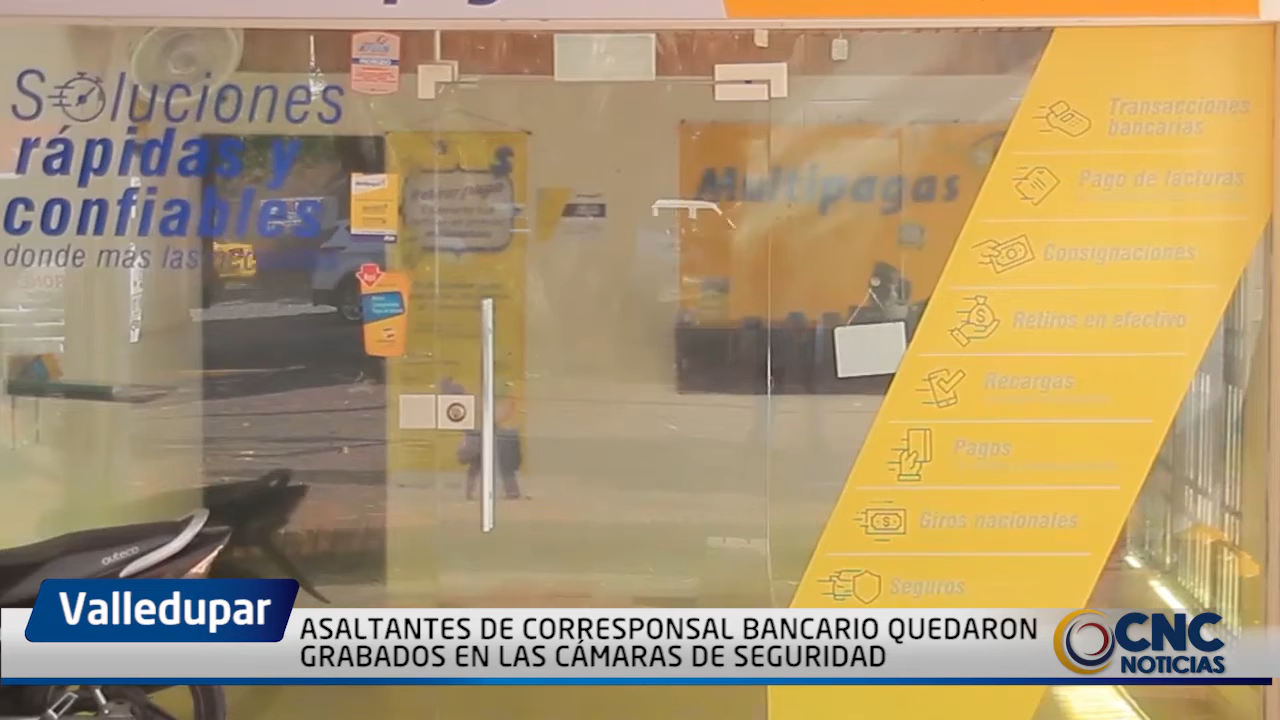 Soluciones
rápidas y
confiables
donde más las
Multipagas
Transacciones
bancarias
Pago de facturas
Consignaciones
Retiros en efectivo
Recargas
Pagos
Giros nacionales
Seguros
auteco
Valledupar
ASALTANTES DE CORRESPONSAL BANCARIO QUEDARON
GRABADOS EN LAS CÁMARAS DE SEGURIDAD
CNC
NOTICIAS